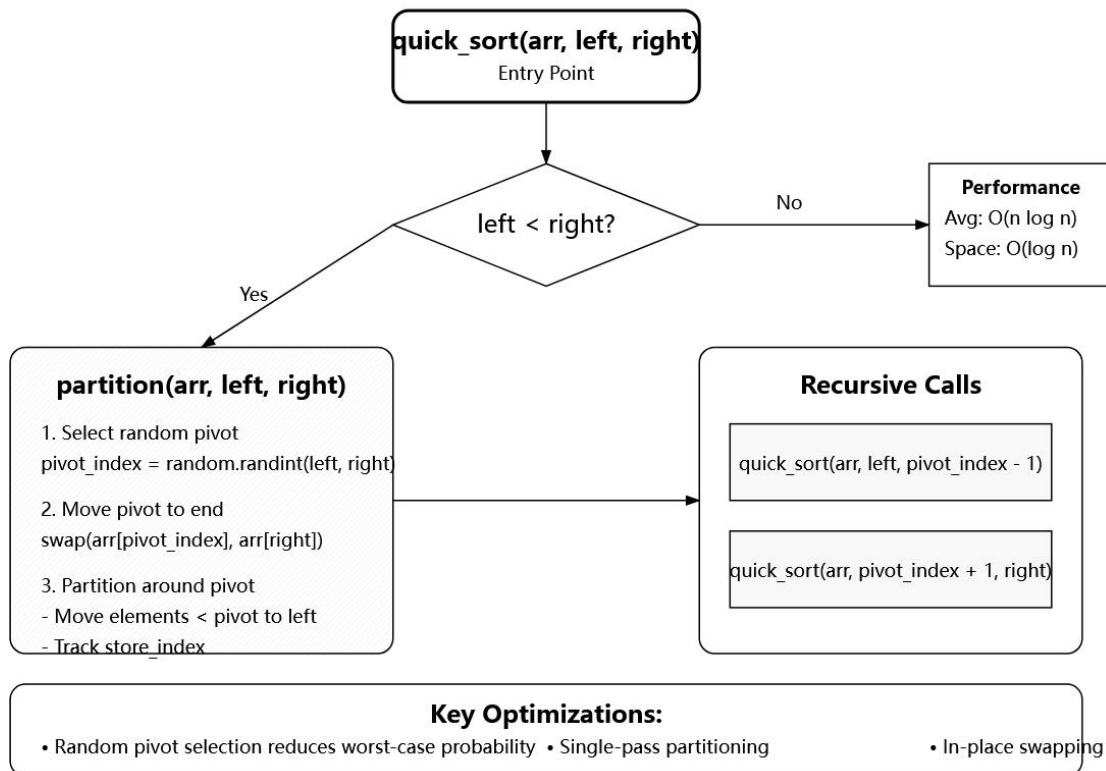 quick_sort(arr, left, right)
Entry Point
left < right?
No
Performance
Avg: O(n log n)
Space: O(log n)
Yes
partition(arr, left, right)
1. Select random pivot
pivot_index = random.randint(left, right)
2. Move pivot to end
swap(arr[pivot_index], arr[right])
3. Partition around pivot
- Move elements < pivot to left
- Track store_index
Recursive Calls
quick_sort(arr, left, pivot_index - 1)
quick_sort(arr, pivot_index + 1, right)
Key Optimizations:
• Random pivot selection reduces worst-case probability • Single-pass partitioning • In-place swapping